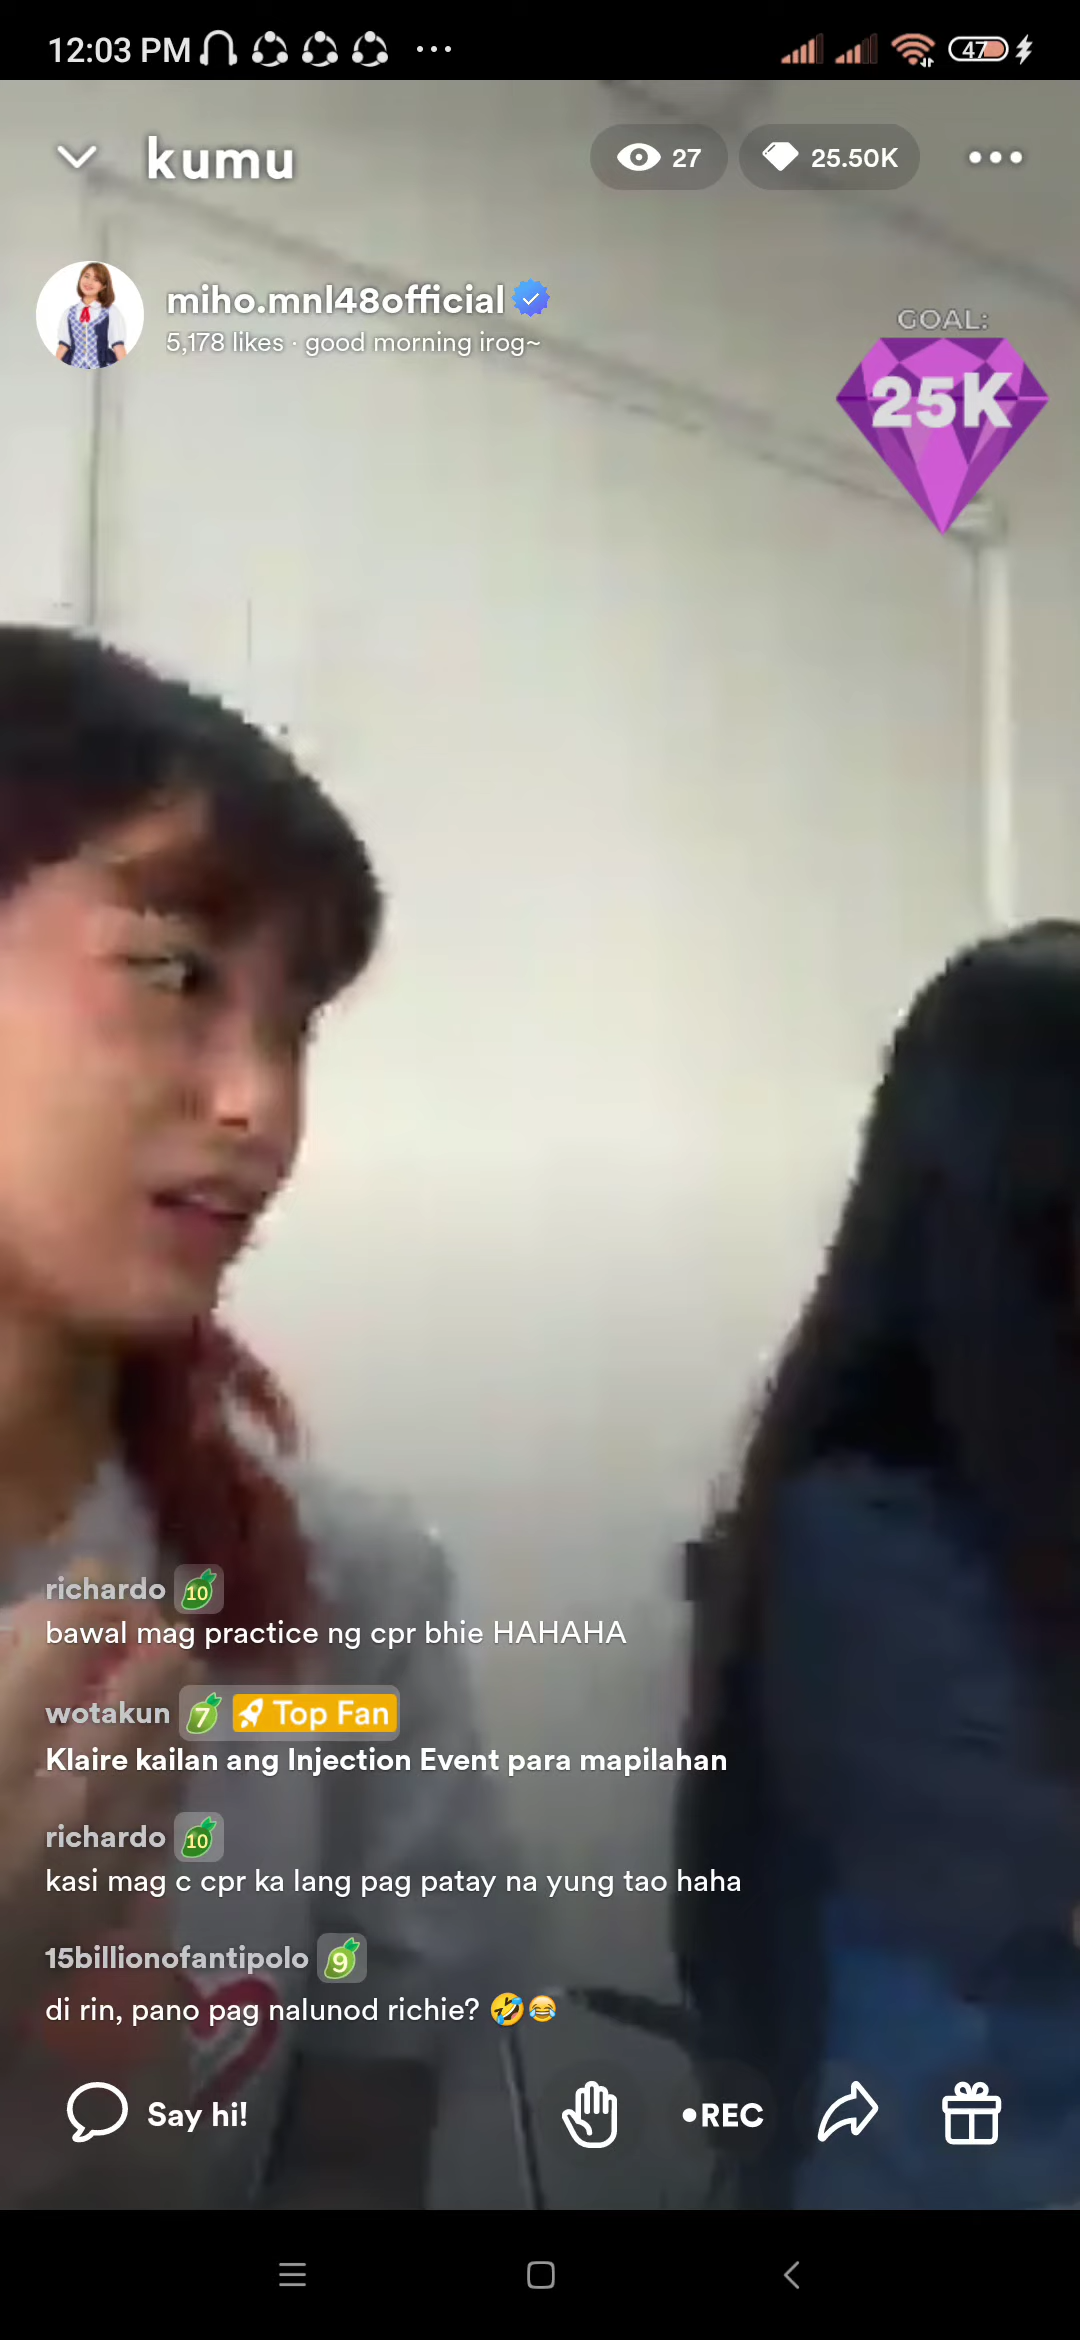 12:03 PM
47
kumu
27
25.50K
miho.mnl48official
5,178 likes · good morning irog~
GOAL:
25K
richardo 10
bawal mag practice ng cpr bhie HAHAHA
wotakun 7 Top Fan
Klaire kailan ang Injection Event para mapilahan
richardo 10
kasi mag c cpr ka lang pag patay na yung tao haha
15billionofantipolo 9
di rin, pano pag nalunod richie? 🤣😂
Say hi!
•REC